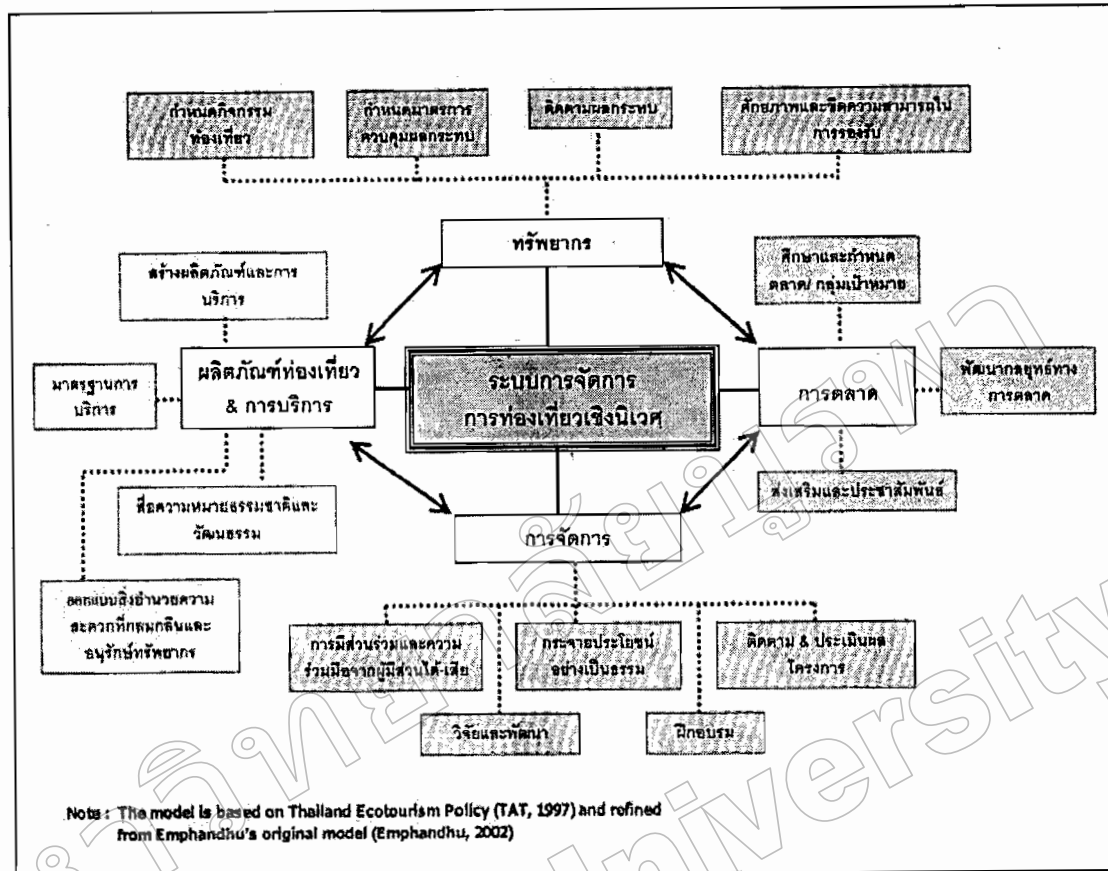 กำหนดกิจกรรม
ท่องเที่ยว
กำหนดมาตรการ
ควบคุมผลกระทบ
ติดตามผลกระทบ
ศักยภาพและขีดความสามารถใน
การรองรับ
ทรัพยากร
สร้างผลิตภัณฑ์และการ
บริการ
ศึกษาและกำหนด
ตลาด/ กลุ่มเป้าหมาย
มาตรฐานการ
บริการ
ผลิตภัณฑ์ท่องเที่ยว
& การบริการ
ระบบการจัดการ
การท่องเที่ยวเชิงนิเวศ
การตลาด
พัฒนากลยุทธ์ทาง
การตลาด
สื่อความหมายธรรมชาติและ
วัฒนธรรม
ส่งเสริมและประชาสัมพันธ์
การจัดการ
ออกแบบสิ่งอำนวยความ
สะดวกที่กลมกลืนและ
อนุรักษ์ทรัพยากร
การมีส่วนร่วมและความ
ร่วมมือจากผู้มีส่วนได้-เสีย
กระจายประโยชน์
อย่างเป็นธรรม
ติดตาม & ประเมินผล
โครงการ
วิจัยและพัฒนา
ฝึกอบรม
Note : The model is based on Thailand Ecotourism Policy (TAT, 1997) and refined
from Emphandhu's original model (Emphandhu, 2002)
University